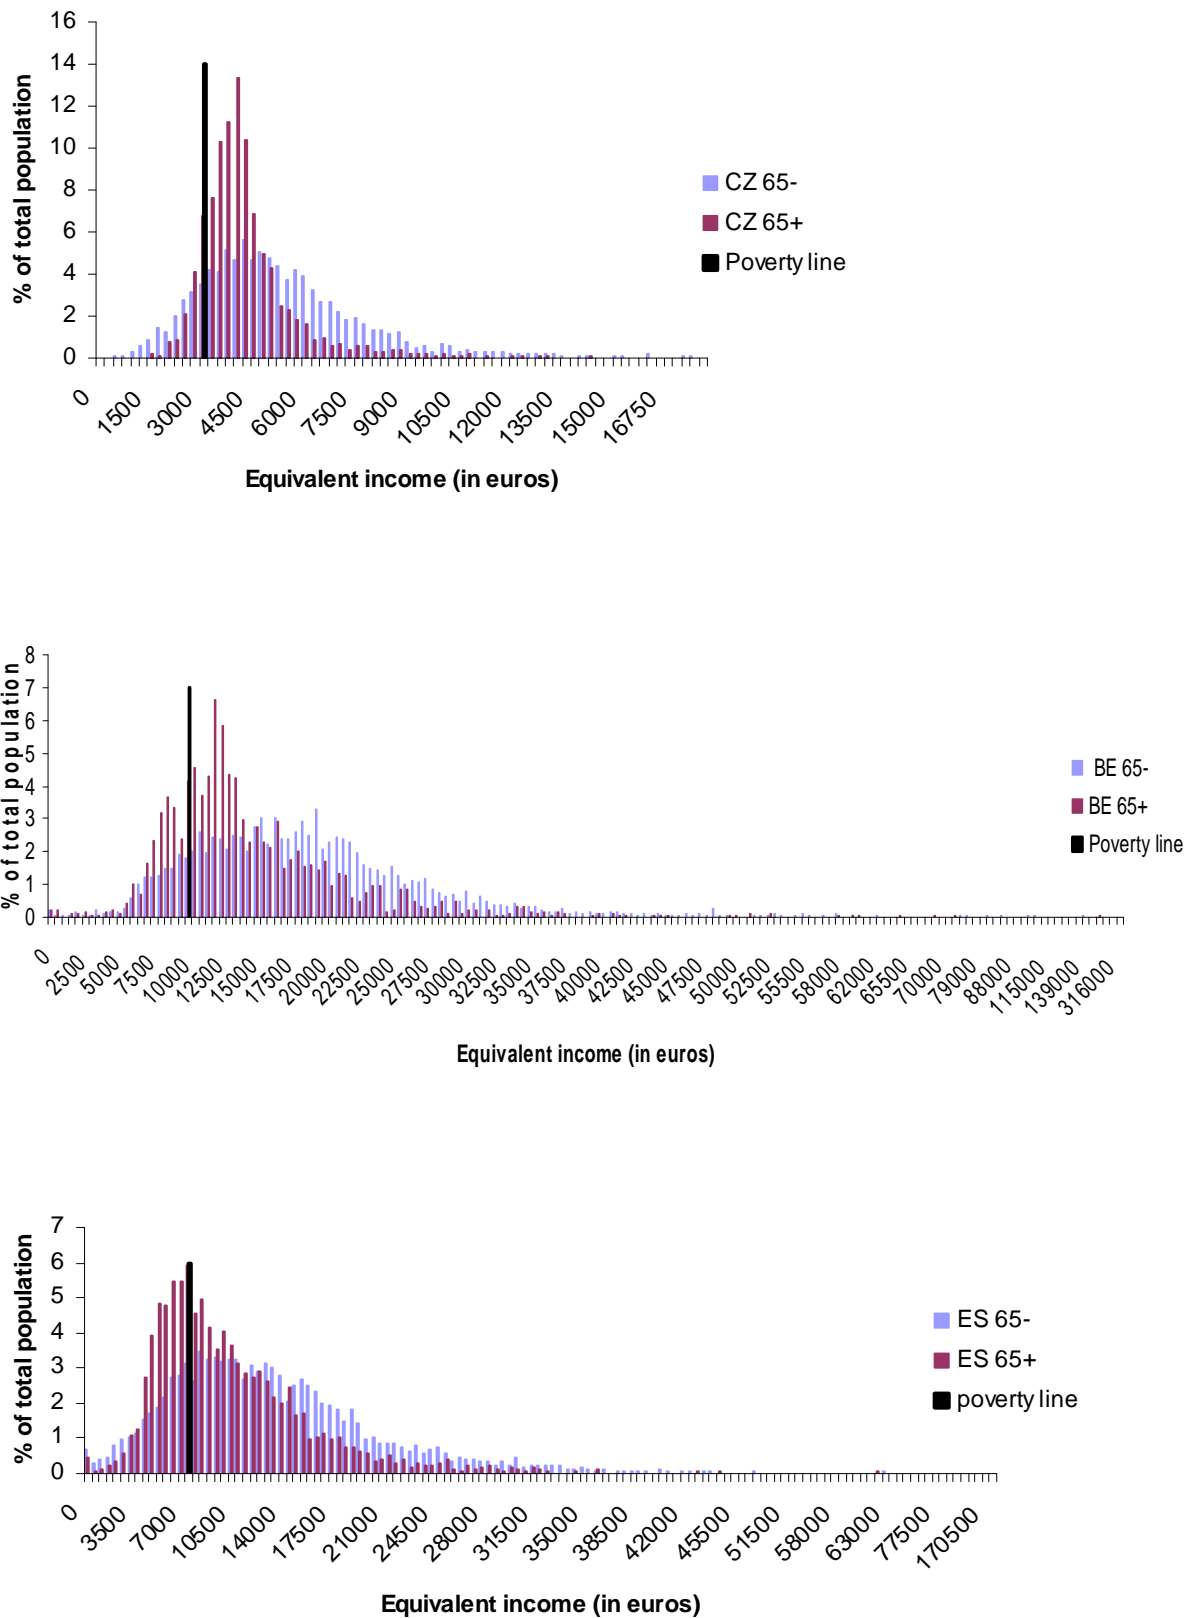 % of total population
16
14
12
10
8
6
4
2
0
0 1500 3000 4500 6000 7500 9000 10500 12000 13500 15000 16750
Equivalent income (in euros)
CZ 65-
CZ 65+
Poverty line
% of total population
8
7
6
5
4
3
2
1
0
0 2500 5000 7500 10000 12500 15000 17500 20000 22500 25000 27500 30000 32500 35000 37500 40000 42500 45000 47500 50000 52500 55500 58000 62000 65500 70000 79000 88000 115000 139000 316000
Equivalent income (in euros)
BE 65-
BE 65+
Poverty line
% of total population
7
6
5
4
3
2
1
0
0 3500 7000 10500 14000 17500 21000 24500 28000 31500 35000 38500 42000 45500 51500 58000 63000 77500 170500
Equivalent income (in euros)
ES 65-
ES 65+
poverty line